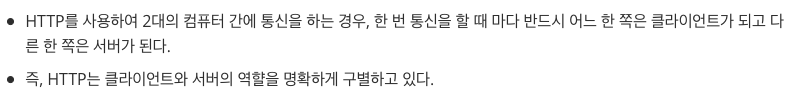 • HTTP를 사용하여 2대의 컴퓨터 간에 통신을 하는 경우, 한 번 통신을 할 때 마다 반드시 어느 한 쪽은 클라이언트가 되고 다
른 한 쪽은 서버가 된다.
• 즉, HTTP는 클라이언트와 서버의 역햘을 명확하게 구별하고 있다.